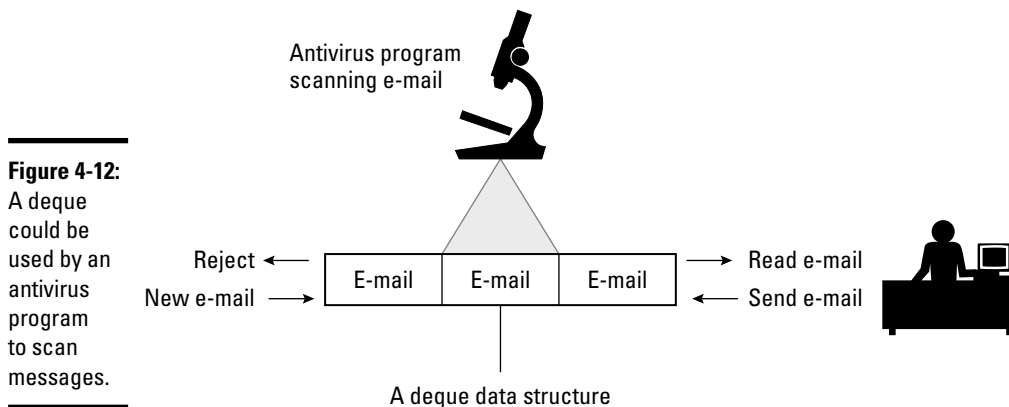 Antivirus program
scanning e-mail
Figure 4-12:
A deque
could be
used by an
antivirus
program
to scan
messages.
Reject
New e-mail
E-mail
E-mail
E-mail
Read e-mail
Send e-mail
A deque data structure